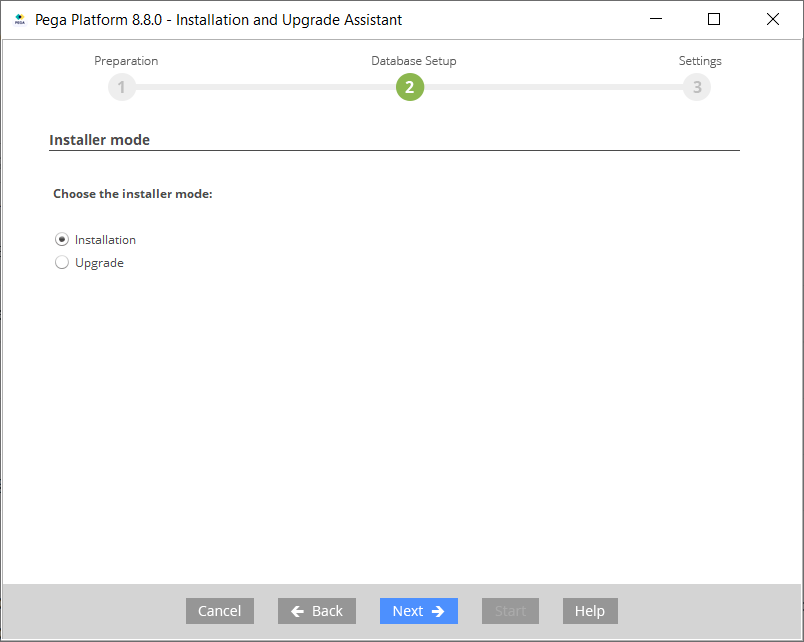 Pega Platform 8.8.0 - Installation and Upgrade Assistant
Preparation Database Setup Settings
1 2 3
Installer mode
Choose the installer mode:
Installation
Upgrade
Cancel Back Next Start Help